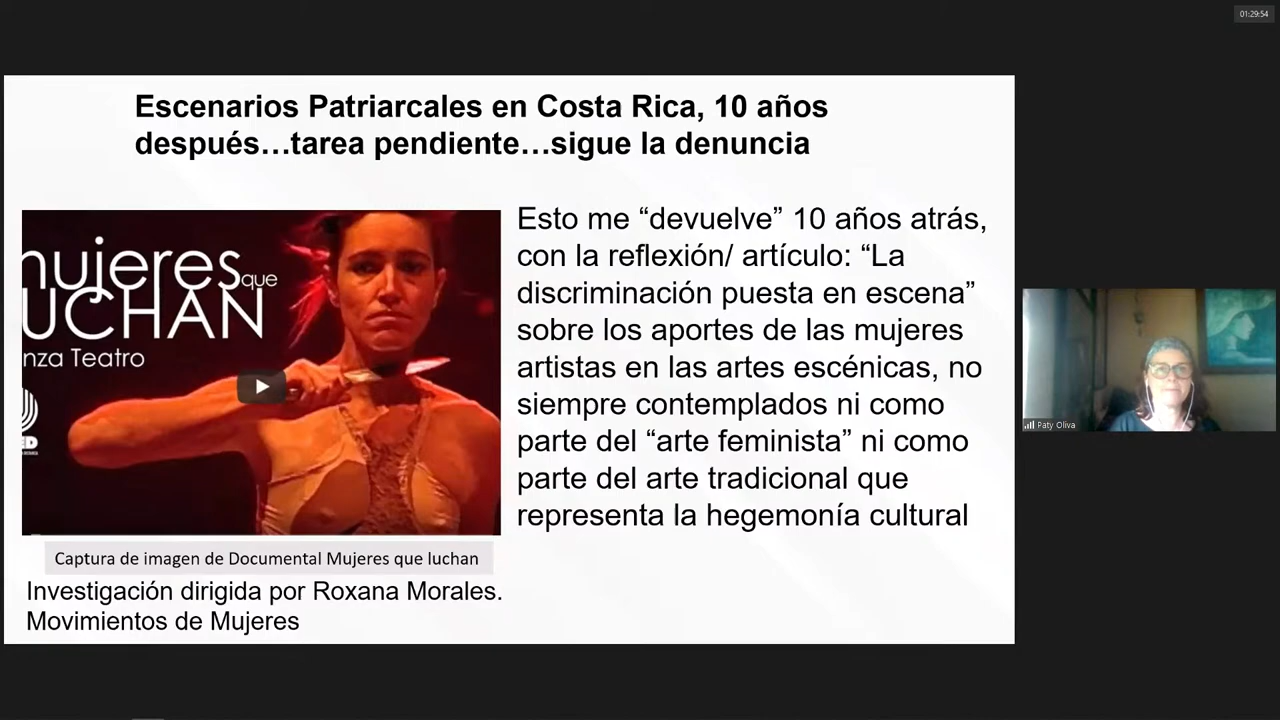 01:29:54
Escenarios Patriarcales en Costa Rica, 10 años
después…tarea pendiente…sigue la denuncia
mujeres que
UCHAN
nza Teatro
ED
Esto me “devuelve” 10 años atrás,
con la reflexión/ artículo: “La
discriminación puesta en escena”
sobre los aportes de las mujeres
artistas en las artes escénicas, no
siempre contemplados ni como
parte del “arte feminista” ni como
parte del arte tradicional que
representa la hegemonía cultural
Captura de imagen de Documental Mujeres que luchan
Investigación dirigida por Roxana Morales.
Movimientos de Mujeres
Paty Oliva